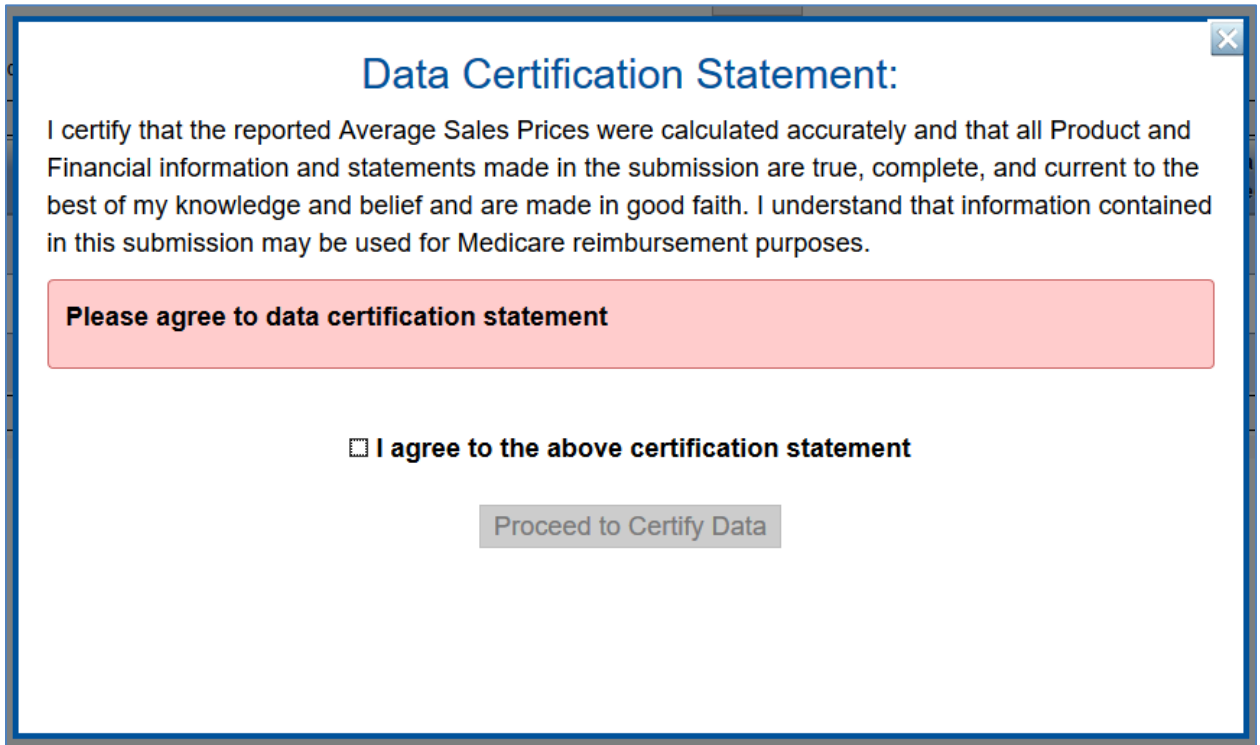 Data Certification Statement:
I certify that the reported Average Sales Prices were calculated accurately and that all Product and
Financial information and statements made in the submission are true, complete, and current to the
best of my knowledge and belief and are made in good faith. I understand that information contained
in this submission may be used for Medicare reimbursement purposes.
Please agree to data certification statement
I agree to the above certification statement
Proceed to Certify Data